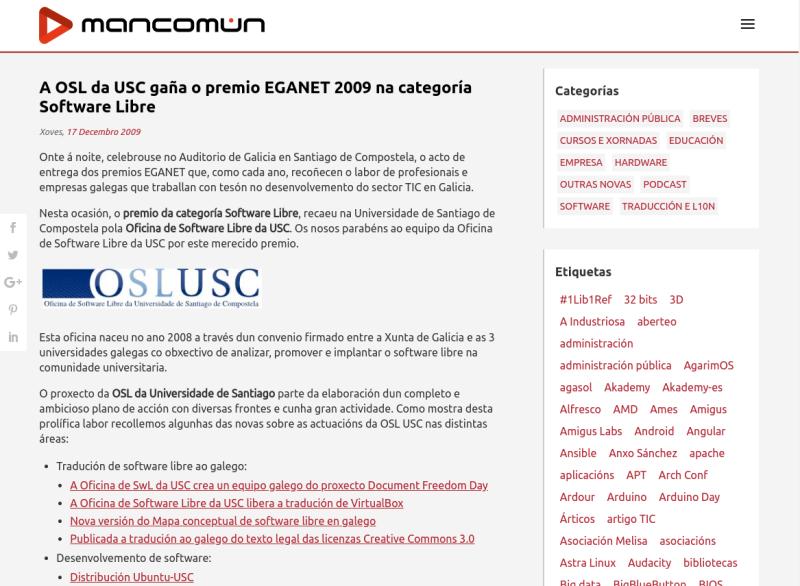 mancomun
A OSL da USC gaña o premio EGANET 2009 na categoría
Software Libre
Xoves, 17 Decembro 2009
Onte á noite, celebrouse no Auditorio de Galicia en Santiago de Compostela, o acto de
entrega dos premios EGANET que, como cada ano, recoñecen o labor de profesionais e
empresas galegas que traballan con tesón no desenvolvemento do sector TIC en Galicia.
Nesta ocasión, o premio da categoría Software Libre, recaeu na Universidade de Santiago de
Compostela pola Oficina de Software Libre da USC. Os nosos parabéns ao equipo da Oficina
de Software Libre da USC por este merecido premio.
OSLUSC
Oficina de Software Libre da Universidade de Santiago de Compostela
Esta oficina naceu no ano 2008 a través dun convenio firmado entre a Xunta de Galicia e as 3
universidades galegas co obxectivo de analizar, promover e implantar o software libre na
comunidade universitaria.
O proxecto da OSL da Universidade de Santiago parte da elaboración dun completo e
ambicioso plano de acción con diversas frontes e cunha gran actividade. Como mostra desta
prolífica labor recollemos algunhas das novas sobre as actuacións da OSL USC nas distintas
áreas:
Tradución de software libre ao galego:
A Oficina de SwL da USC crea un equipo galego do proxecto Document Freedom Day
A Oficina de Software Libre da USC libera a tradución de VirtualBox
Nova versión do Mapa conceptual de software libre en galego
Publicada a tradución ao galego do texto legal das licenzas Creative Commons 3.0
Desenvolvemento de software:
Distribución Ubuntu-USC
Categorías
ADMINISTRACIÓN PÚBLICA BREVES
CURSOS E XORNADAS EDUCACIÓN
EMPRESA HARDWARE
OUTRAS NOVAS PODCAST
SOFTWARE TRADUCCIÓN E L10N
Etiquetas
#1Lib1Ref 32 bits 3D
A Industriosa aberteo
administración
administración pública AgarimOS
agasol Akademy Akademy-es
Alfresco AMD Ames Amigus
Amigus Labs Android Angular
Ansible Anxo Sánchez apache
aplicacións APT Arch Conf
Ardour Arduino Arduino Day
Árticos artigo TIC
Asociación Melisa asociacións
Astra Linux Audacity bibliotecas
Big data BigBlueButton BIOS